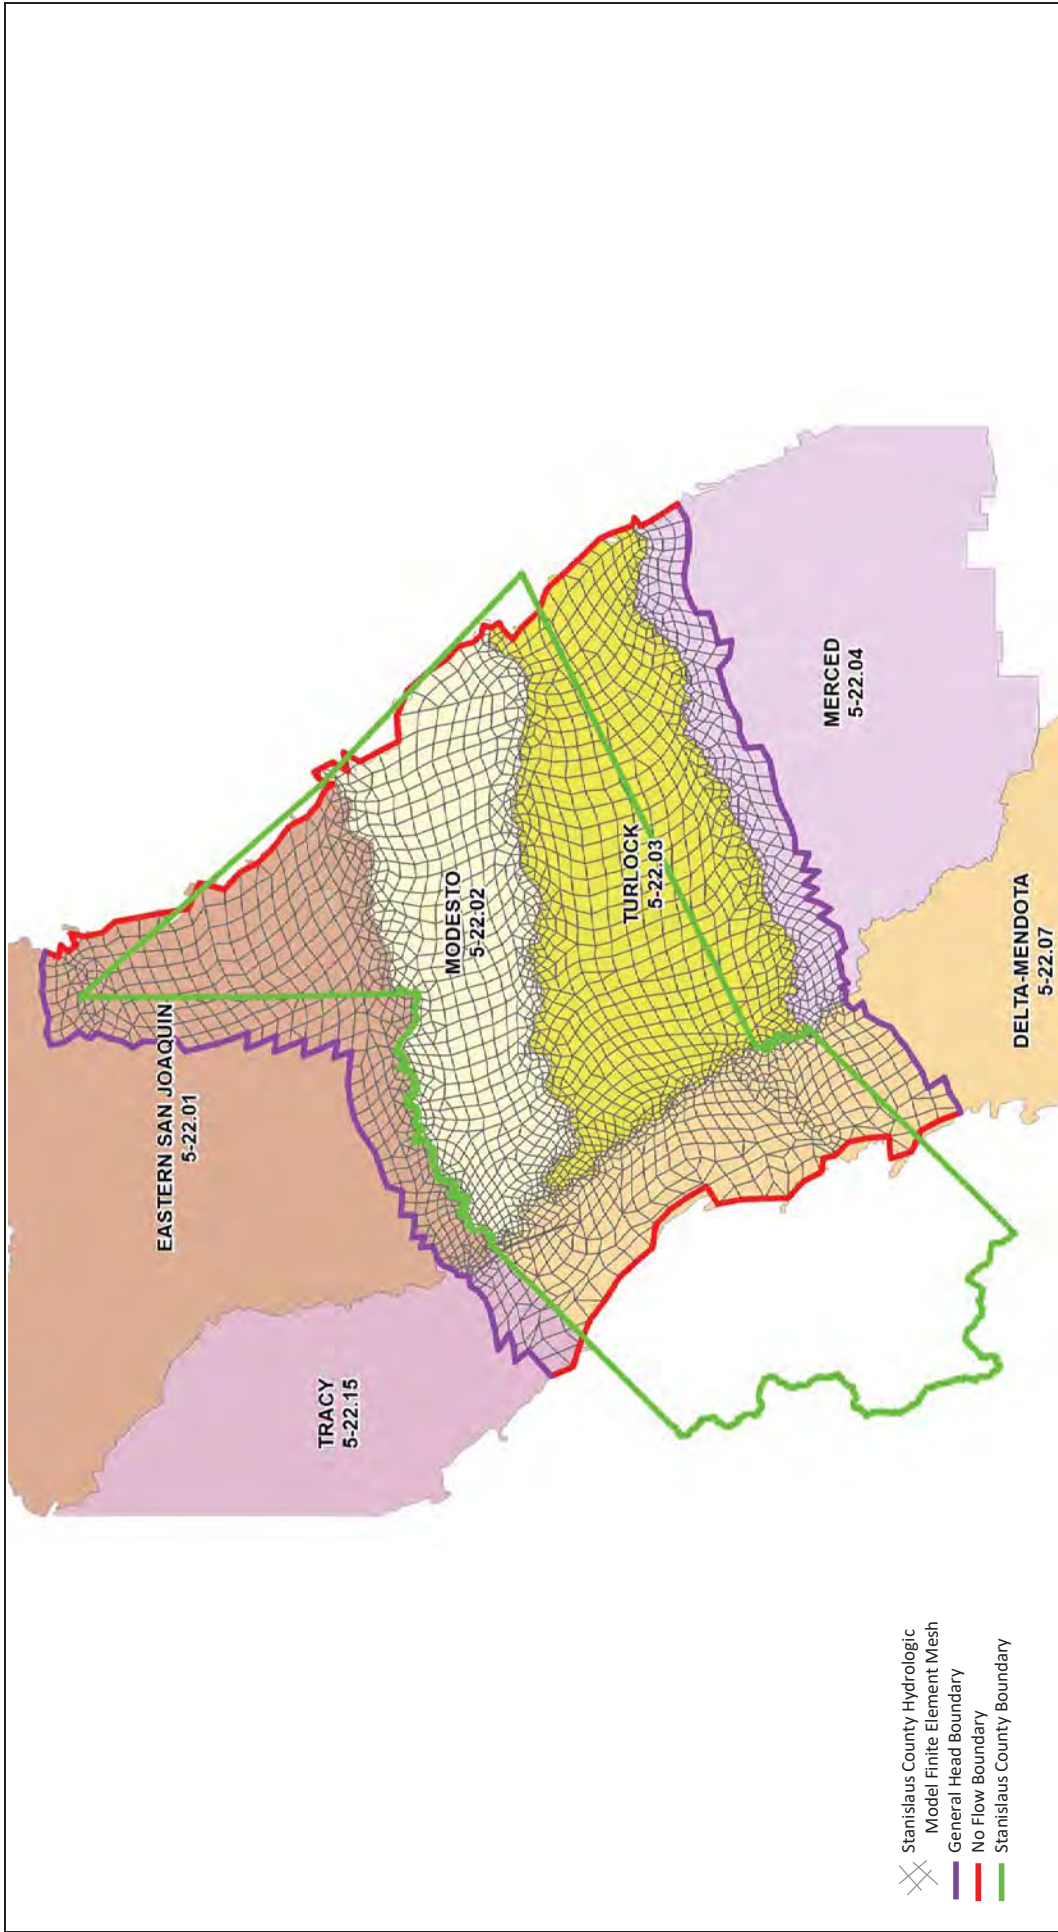 EASTERN SAN JOAQUIN
5-22.01
TRACY
5-22.15
MODESTO
5-22.02
TURLOCK
5-22.03
MERCED
5-22.04
DELTA-MENDOTA
5-22.07
Stanislaus County Hydrologic
Model Finite Element Mesh
General Head Boundary
No Flow Boundary
Stanislaus County Boundary